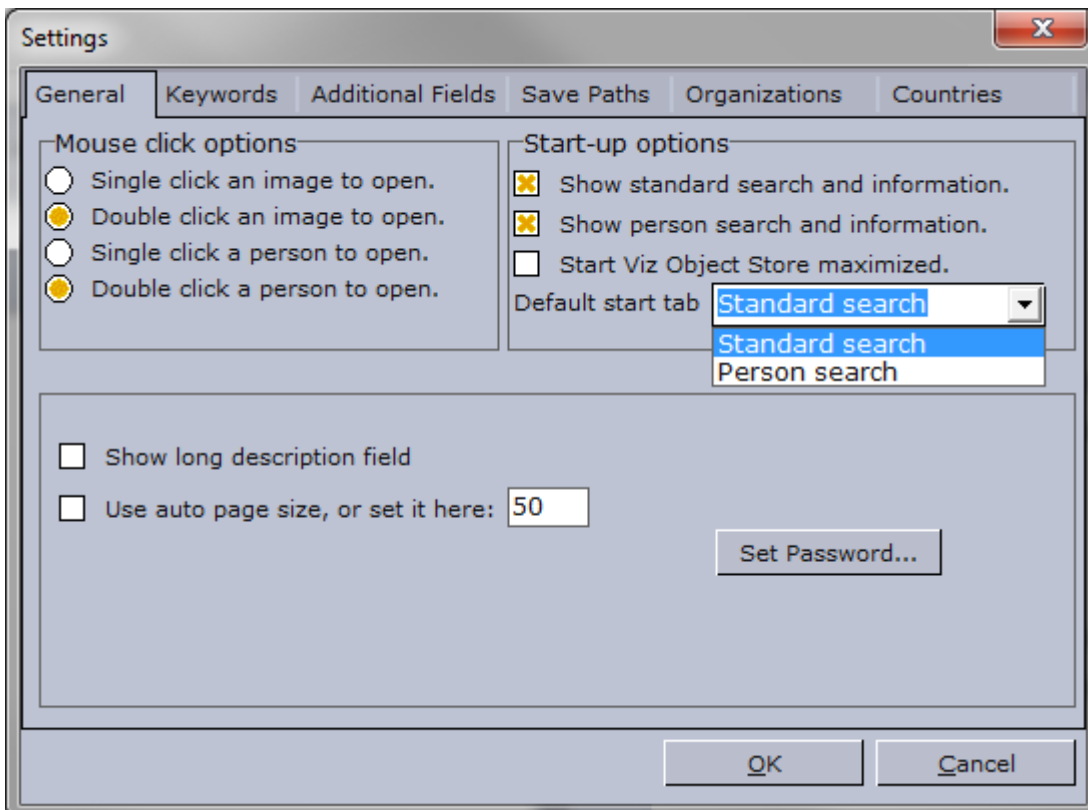 Settings
General Keywords Additional Fields Save Paths Organizations Countries
Mouse click options
Single click an image to open.
Double click an image to open.
Single click a person to open.
Double click a person to open.
Start-up options
Show standard search and information.
Show person search and information.
Start Viz Object Store maximized.
Default start tab Standard search
Standard search
Person search
Show long description field
Use auto page size, or set it here: 50
Set Password...
OK Cancel